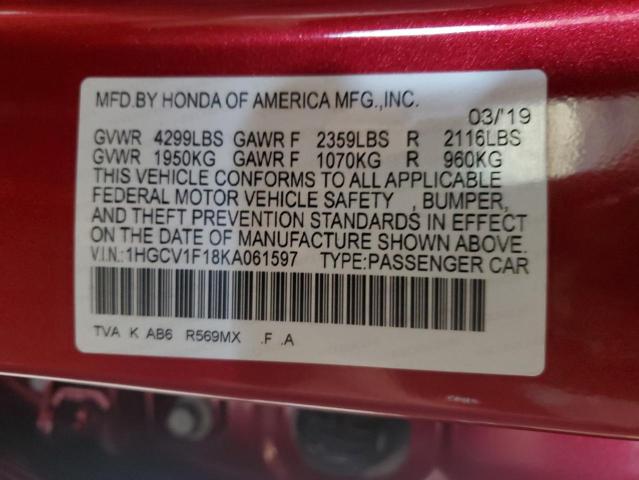 MFD.BY HONDA OF AMERICA MFG.,INC.
03/'19
GVWR 4299LBS GAWR F 2359LBS R 2116LBS
GVWR 1950KG GAWR F 1070KG R 960KG
THIS VEHICLE CONFORMS TO ALL APPLICABLE
FEDERAL MOTOR VEHICLE SAFETY , BUMPER,
AND THEFT PREVENTION STANDARDS IN EFFECT
ON THE DATE OF MANUFACTURE SHOWN ABOVE.
V.I.N.:1HGCV1F18KA061597 TYPE:PASSENGER CAR
TVA K AB6 R569MX .F .A